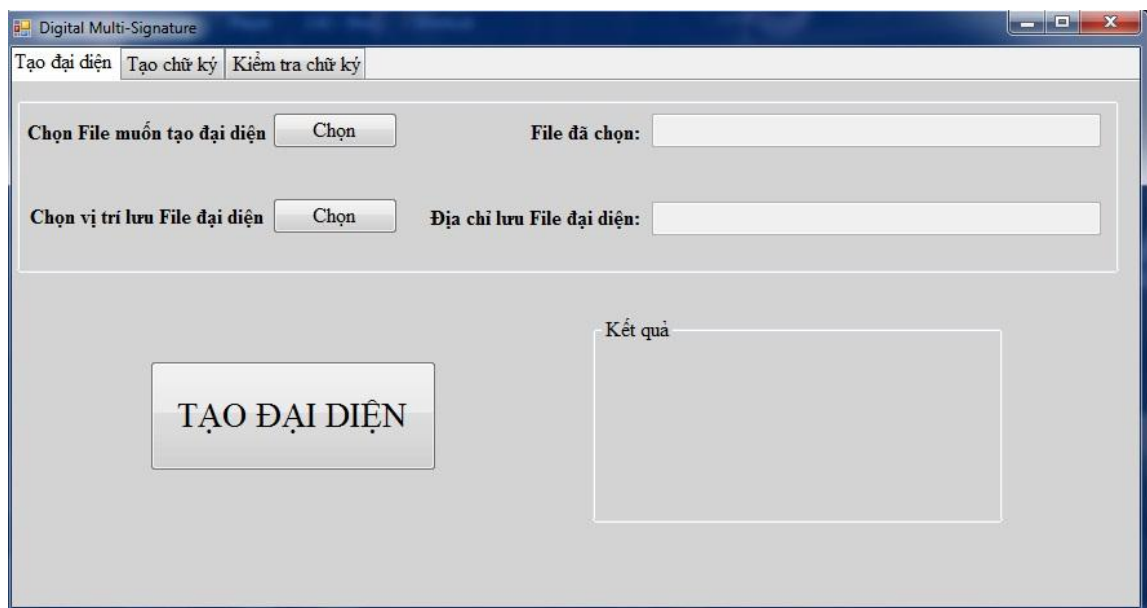 Digital Multi-Signature
Tạo đại diện Tạo chữ ký Kiểm tra chữ ký
Chọn File muốn tạo đại diện Chọn File đã chọn:
Chọn vị trí lưu File đại diện Chọn Địa chỉ lưu File đại diện:
Kết quả
TẠO ĐẠI DIỆN